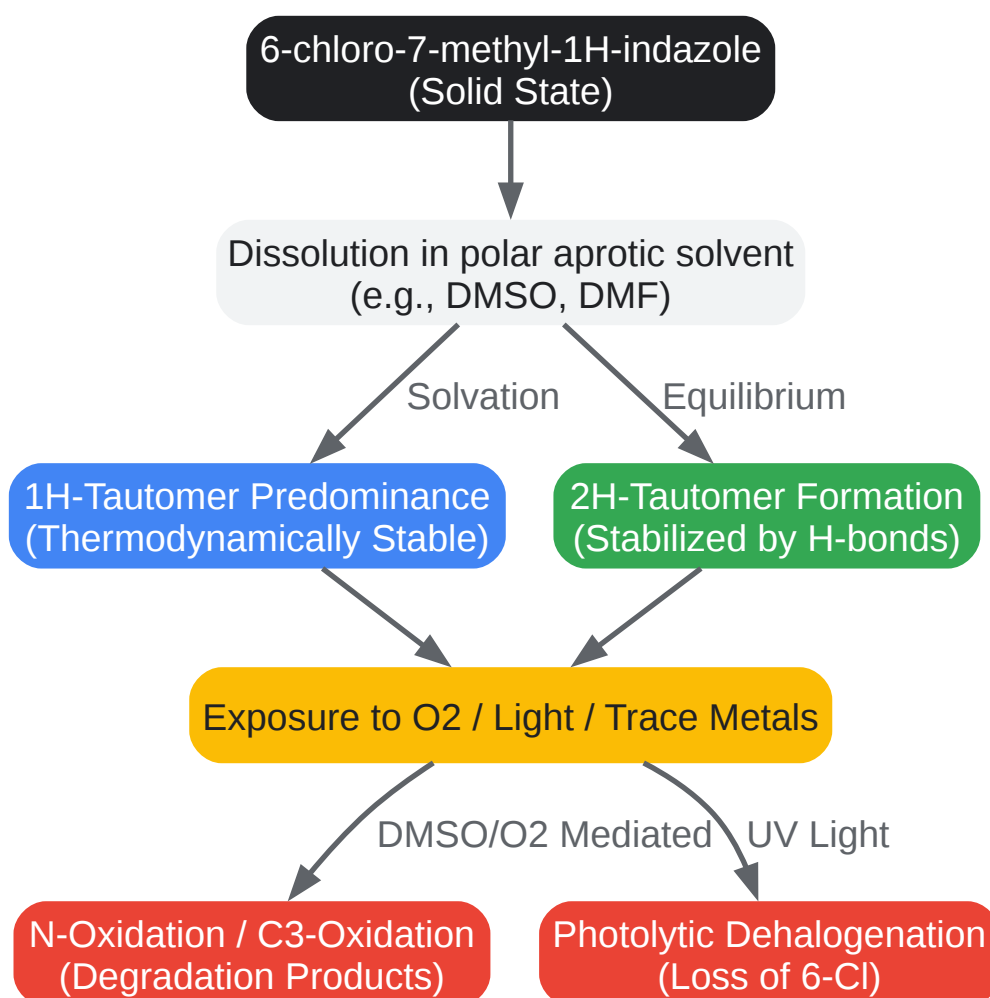 6-chloro-7-methyl-1H-indazole
(Solid State)
Dissolution in polar aprotic solvent
(e.g., DMSO, DMF)
Solvation
Equilibrium
1H-Tautomer Predominance
(Thermodynamically Stable)
2H-Tautomer Formation
(Stabilized by H-bonds)
Exposure to O2 / Light / Trace Metals
DMSO/O2 Mediated
UV Light
N-Oxidation / C3-Oxidation
(Degradation Products)
Photolytic Dehalogenation
(Loss of 6-Cl)